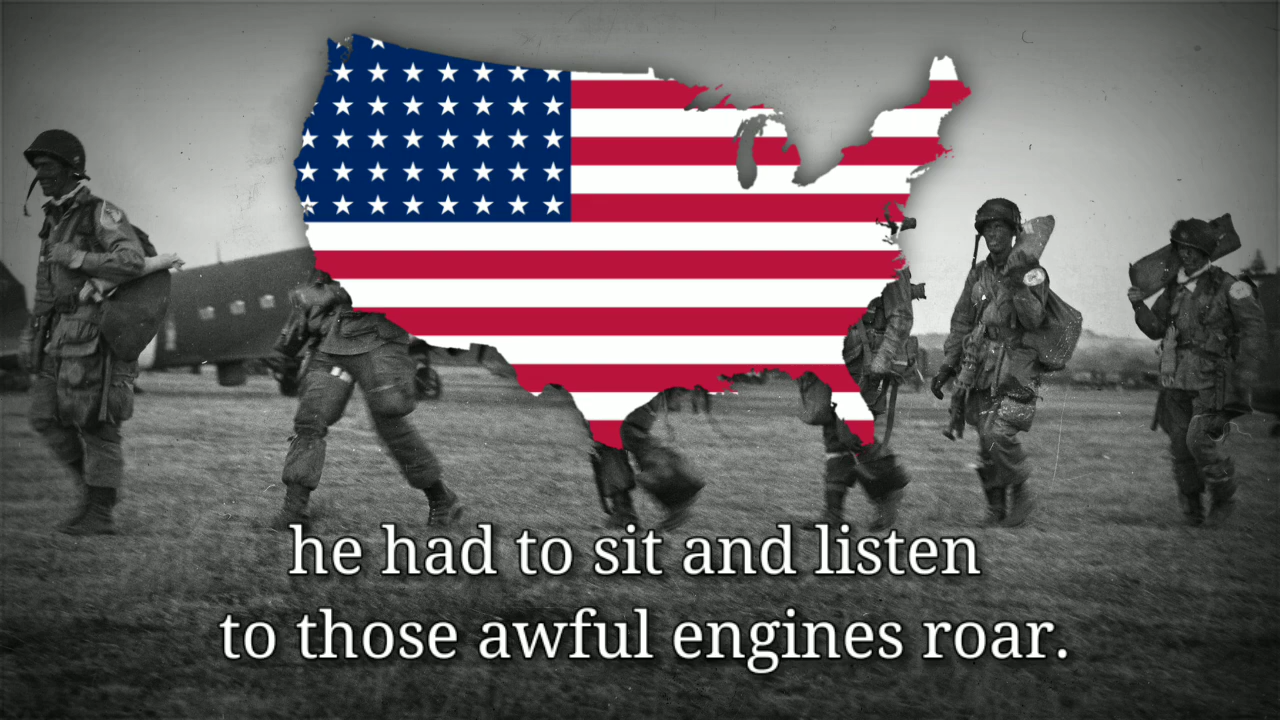 he had to sit and listen
to those awful engines roar.